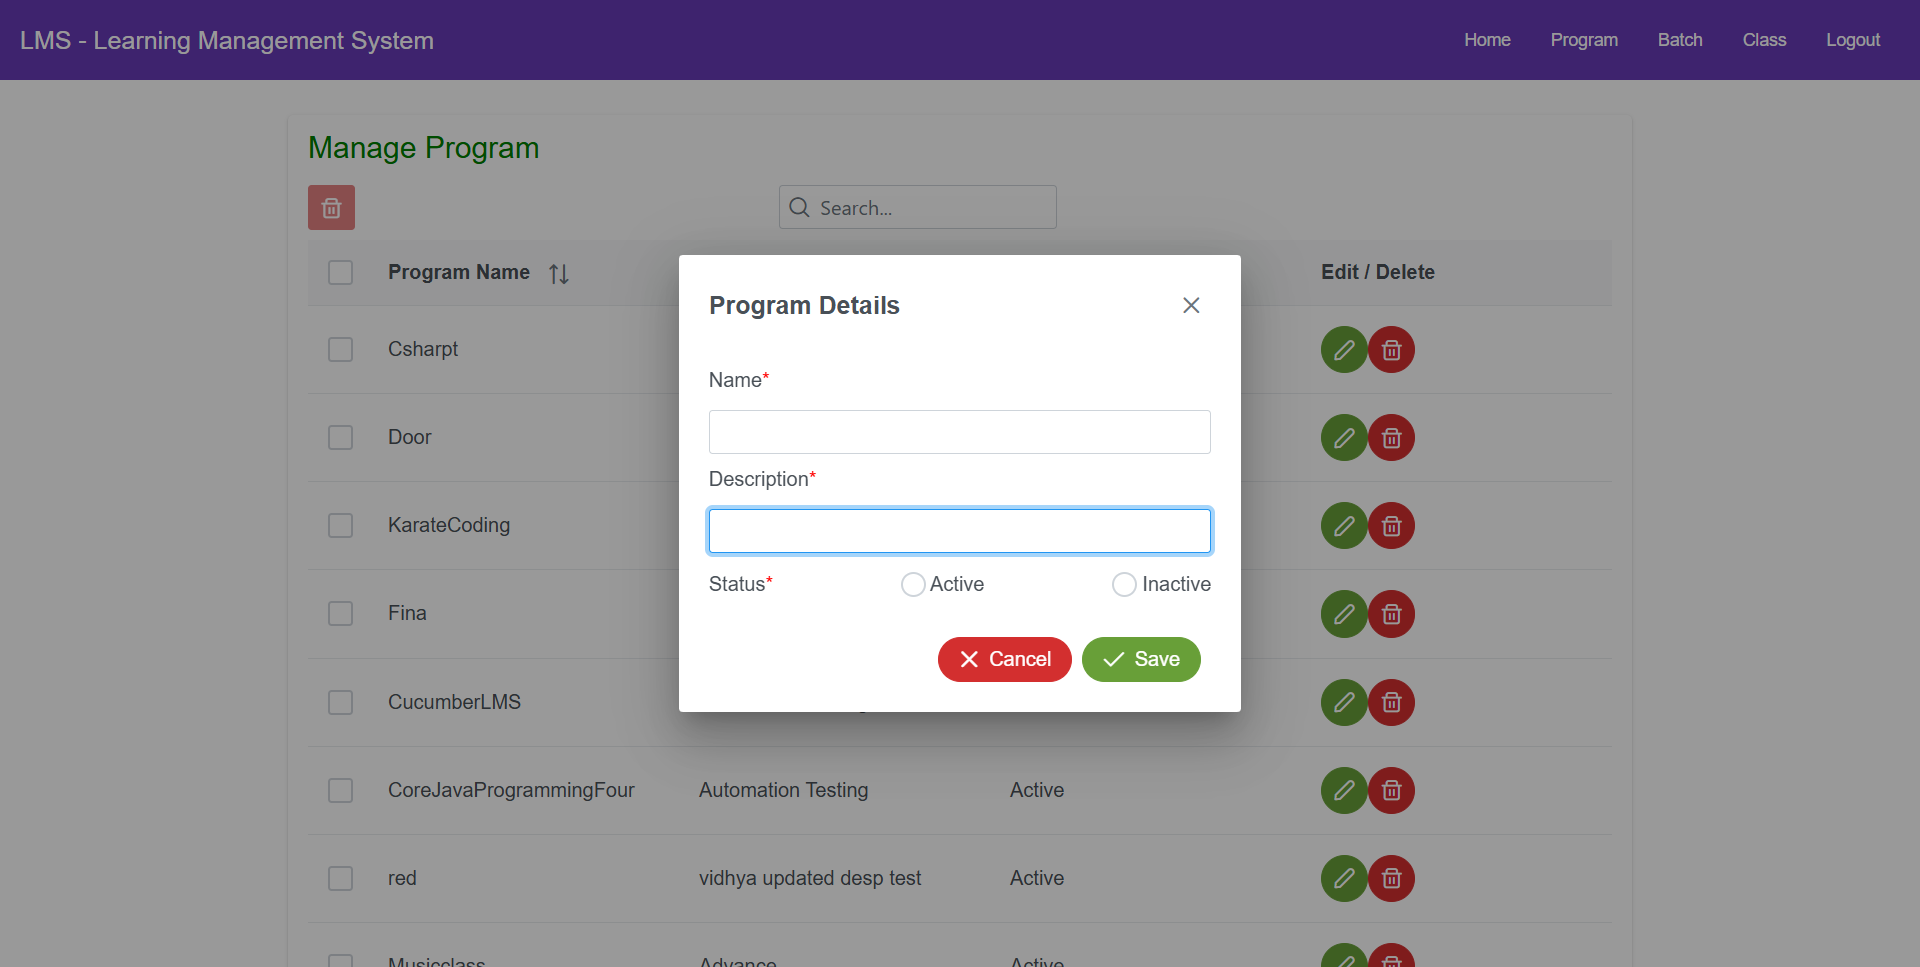 LMS - Learning Management System
Home Program Batch Class Logout
Manage Program
Search...
Program Name Edit / Delete
Program Details
Name*
Description*
Status* Active Inactive
Cancel Save
Csharpt
Door
KarateCoding
Fina
CucumberLMS
CoreJavaProgrammingFour Automation Testing Active
red vidhya updated desp test Active
Musicclass Advance Active